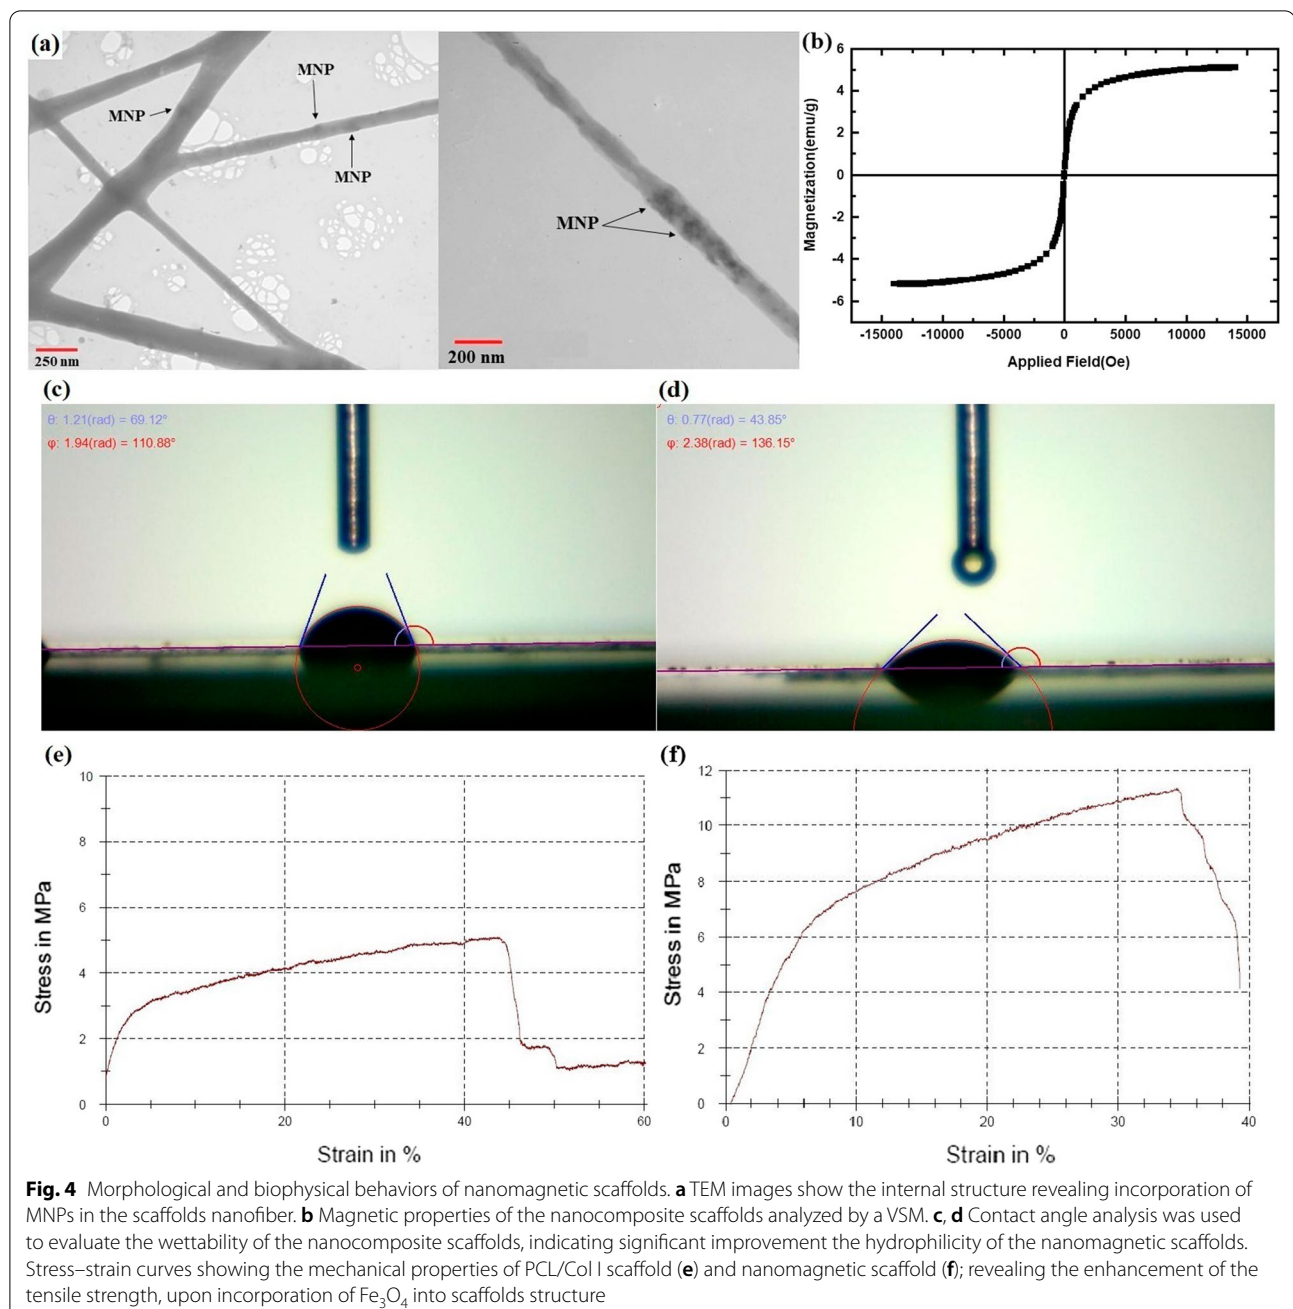 (a)
MNP
MNP
MNP
250 nm
MNP
200 nm
(b)
Magnetization(emu/g)
6
4
2
0
-2
-4
-6
-15000 -10000 -5000 0 5000 10000 15000
Applied Field(Oe)
(c)
θ: 1.21(rad) = 69.12°
φ: 1.94(rad) = 110.88°
(d)
θ: 0.77(rad) = 43.85°
φ: 2.38(rad) = 136.15°
(e)
Stress in MPa
10
8
6
4
2
0
0 20 40 60
Strain in %
(f)
Stress in MPa
12
10
8
6
4
2
0
0 10 20 30 40
Strain in %
Fig. 4 Morphological and biophysical behaviors of nanomagnetic scaffolds. a TEM images show the internal structure revealing incorporation of
MNPs in the scaffolds nanofiber. b Magnetic properties of the nanocomposite scaffolds analyzed by a VSM. c, d Contact angle analysis was used
to evaluate the wettability of the nanocomposite scaffolds, indicating significant improvement the hydrophilicity of the nanomagnetic scaffolds.
Stress–strain curves showing the mechanical properties of PCL/Col I scaffold (e) and nanomagnetic scaffold (f); revealing the enhancement of the
tensile strength, upon incorporation of Fe₃O₄ into scaffolds structure